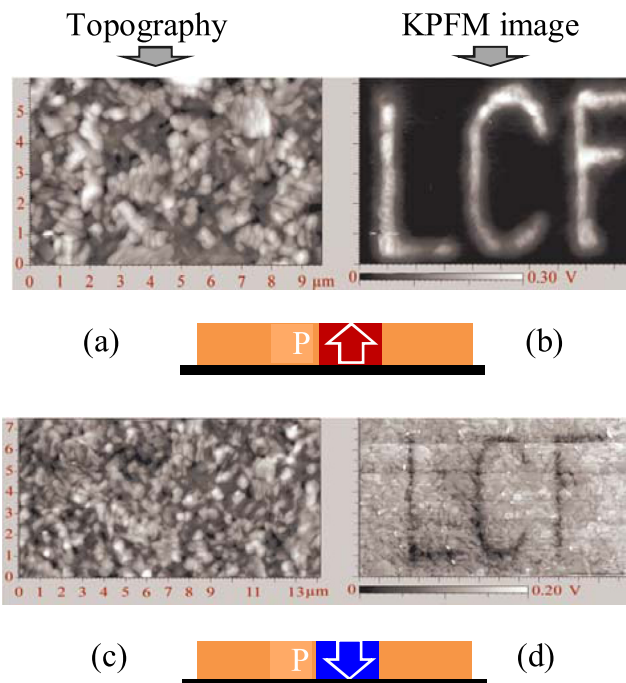 Topography KPFM image
5
4
3
2
1
0
0 1 2 3 4 5 6 7 8 9 μm
LCF
0 0.30 V
(a) P (b)
7
6
5
4
3
2
1
0
0 1 2 3 4 5 6 7 8 9 11 13μm
LCF
0 0.20 V
(c) P (d)